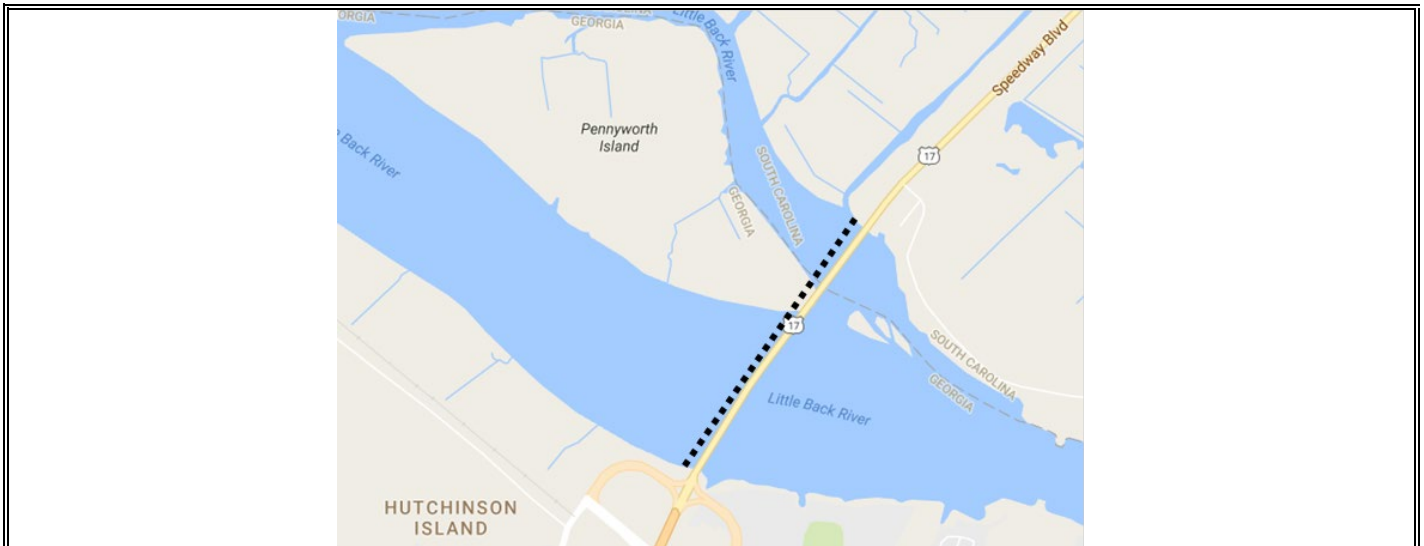 GEORGIA
GEORGIA
Little Back River
Speedway Blvd
Pennyworth
Island
Back River
17
SOUTH CAROLINA
GEORGIA
17
SOUTH CAROLINA
GEORGIA
Little Back River
HUTCHINSON
ISLAND